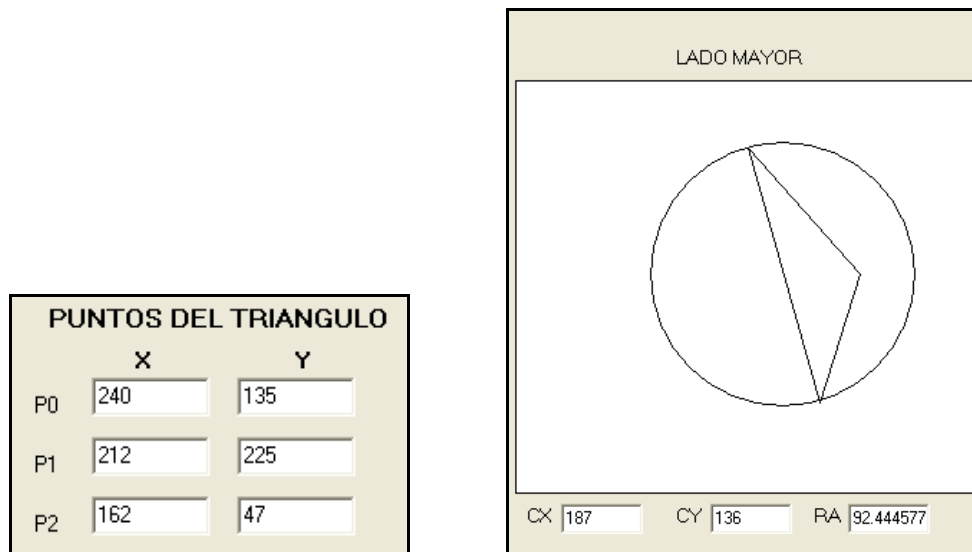 PUNTOS DEL TRIANGULO
X Y
P0 240 135
P1 212 225
P2 162 47
LADO MAYOR
CX 187 CY 136 RA 92.444577